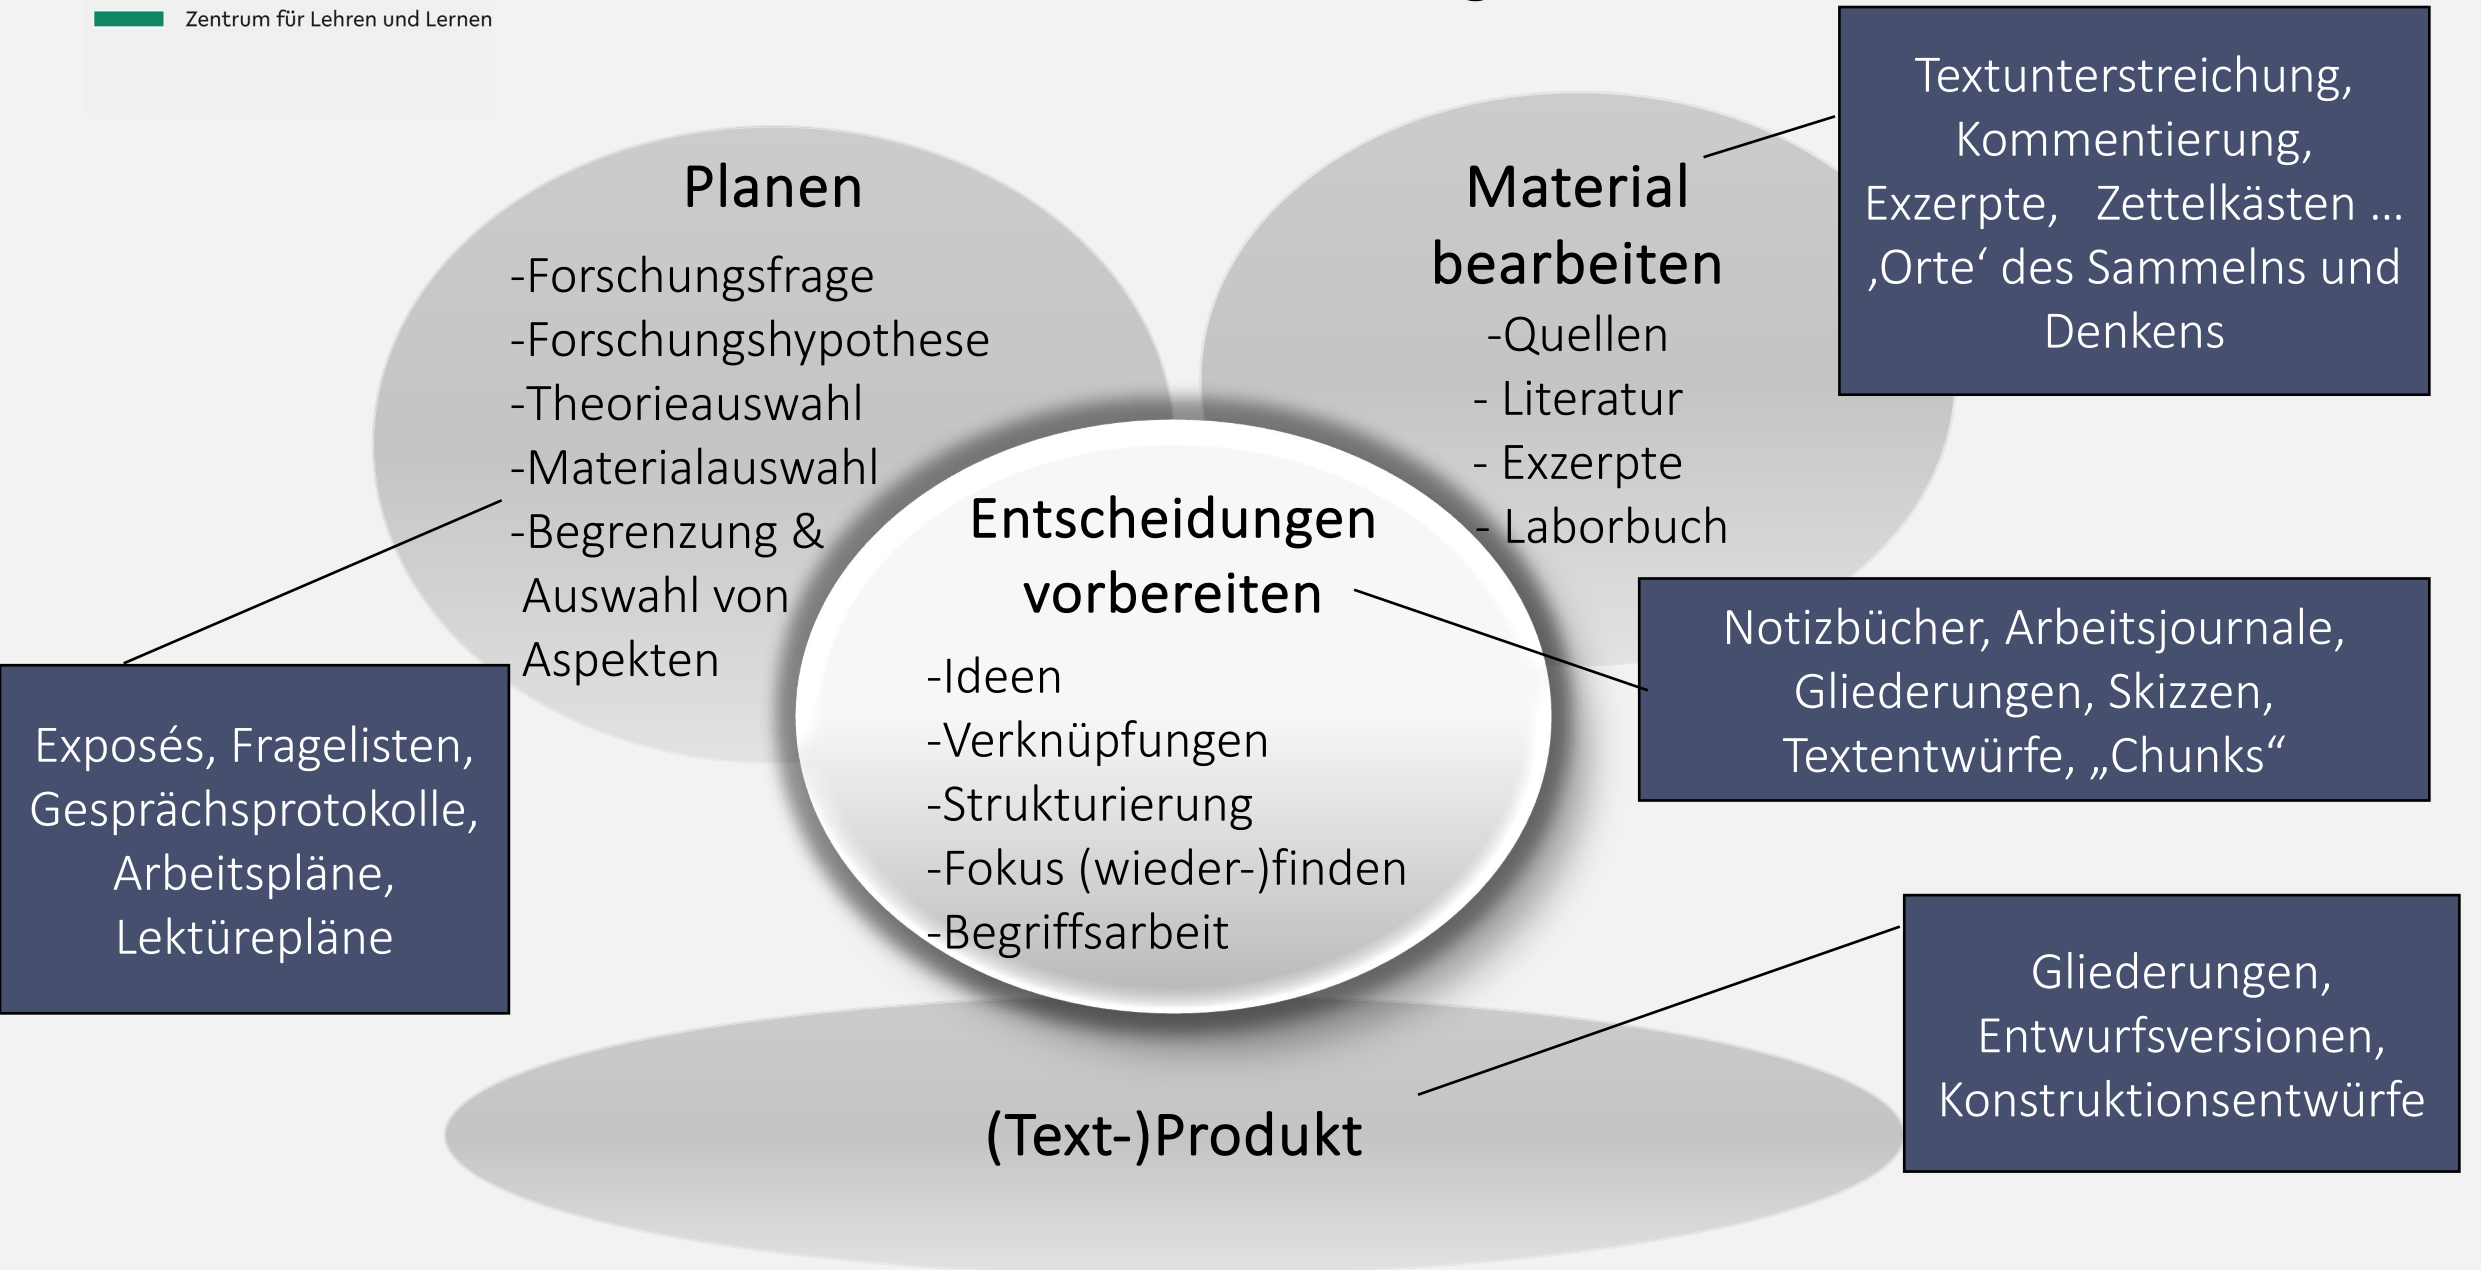 Zentrum für Lehren und Lernen
Planen
-Forschungsfrage
-Forschungshypothese
-Theorieauswahl
-Materialauswahl
-Begrenzung &
Auswahl von
Aspekten
Material
bearbeiten
-Quellen
- Literatur
- Exzerpte
- Laborbuch
Textunterstreichung,
Kommentierung,
Exzerpte, Zettelkästen ...
‚Orte‘ des Sammelns und
Denkens
Entscheidungen
vorbereiten
-Ideen
-Verknüpfungen
-Strukturierung
-Fokus (wieder-)finden
-Begriffsarbeit
Notizbücher, Arbeitsjournale,
Gliederungen, Skizzen,
Textentwürfe, „Chunks“
Exposés, Fragelisten,
Gesprächsprotokolle,
Arbeitspläne,
Lektürepläne
(Text-)Produkt
Gliederungen,
Entwurfsversionen,
Konstruktionsentwürfe